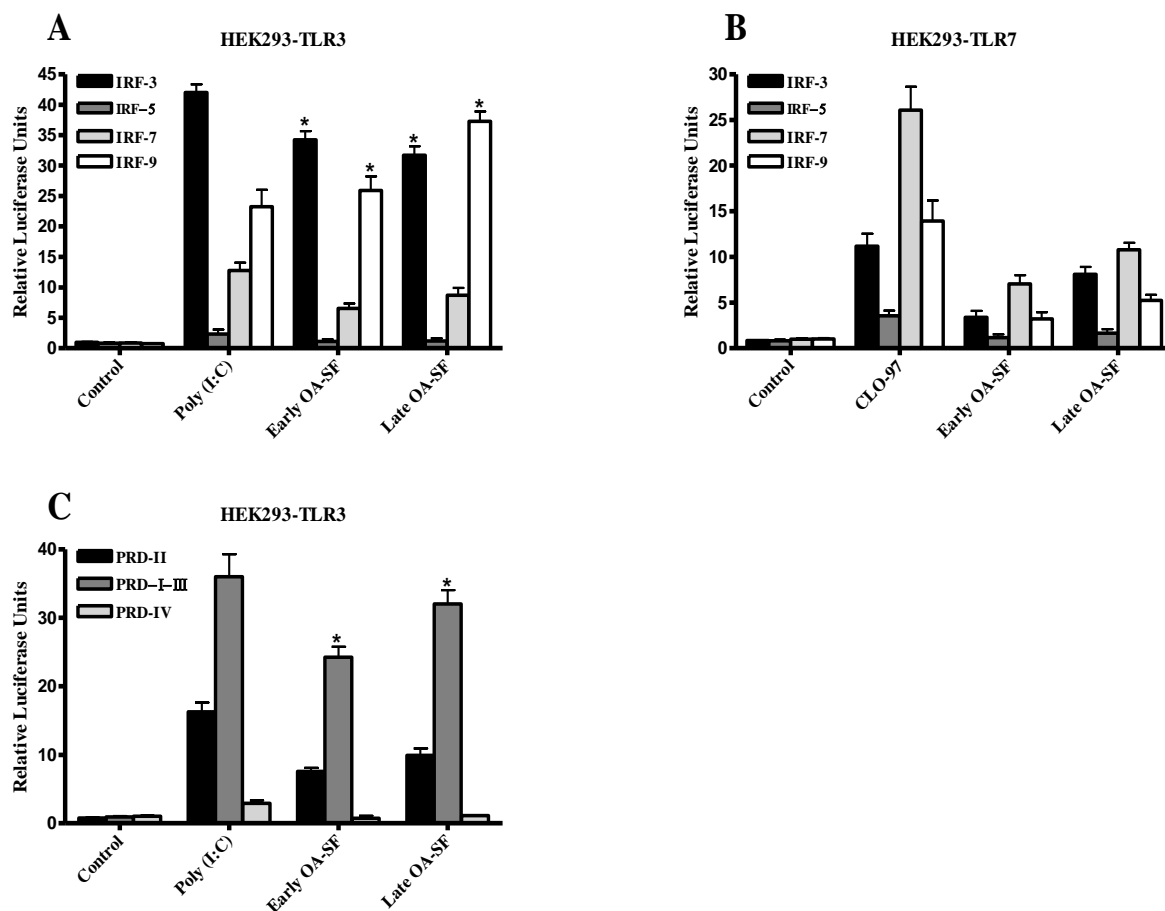 A
HEK293-TLR3
Relative Luciferase Units
45
40
35
30
25
20
15
10
5
0
IRF-3
IRF–5
IRF-7
IRF-9
*
*
*
*
Control
Poly (I:C)
Early OA-SF
Late OA-SF
B
HEK293-TLR7
Relative Luciferase Units
30
25
20
15
10
5
0
IRF-3
IRF–5
IRF-7
IRF-9
Control
CLO-97
Early OA-SF
Late OA-SF
C
HEK293-TLR3
Relative Luciferase Units
40
30
20
10
0
PRD-II
PRD–I–III
PRD-IV
*
*
Control
Poly (I:C)
Early OA-SF
Late OA-SF